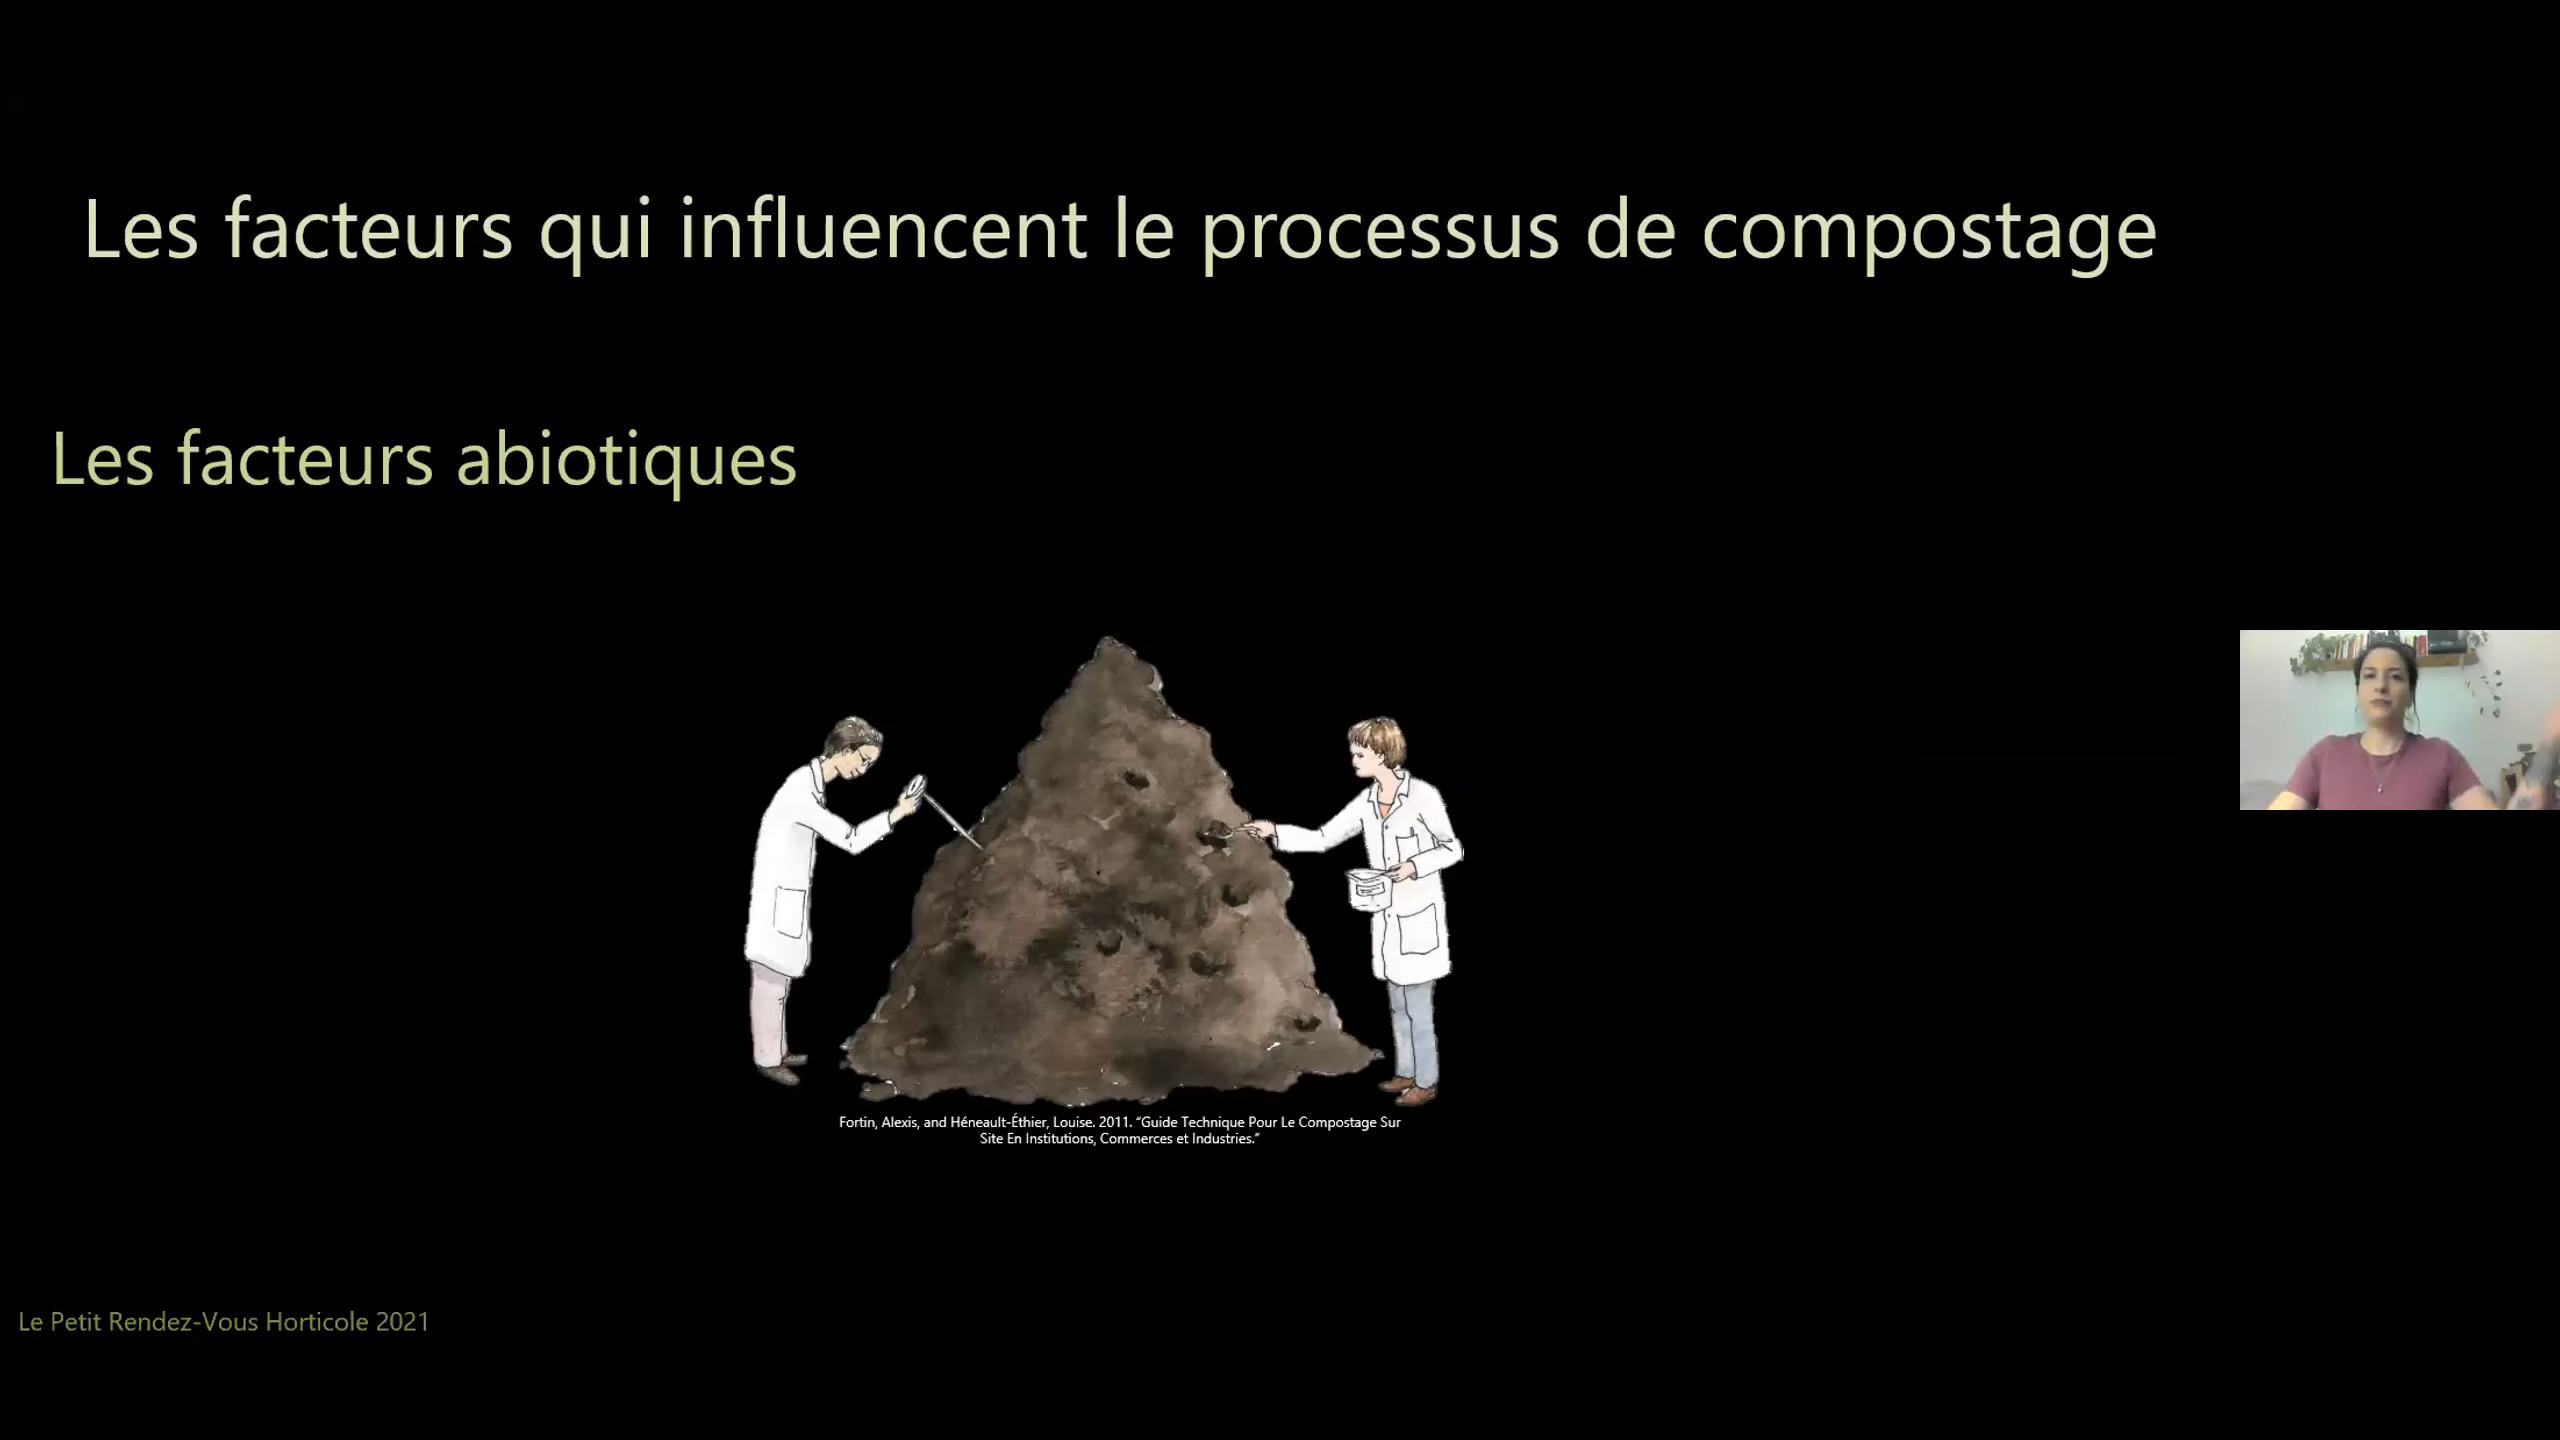 Les facteurs qui influencent le processus de compostage
Les facteurs abiotiques
Fortin, Alexis, and Héneault-Éthier, Louise. 2011. “Guide Technique Pour Le Compostage Sur
Site En Institutions, Commerces et Industries.”
Le Petit Rendez-Vous Horticole 2021